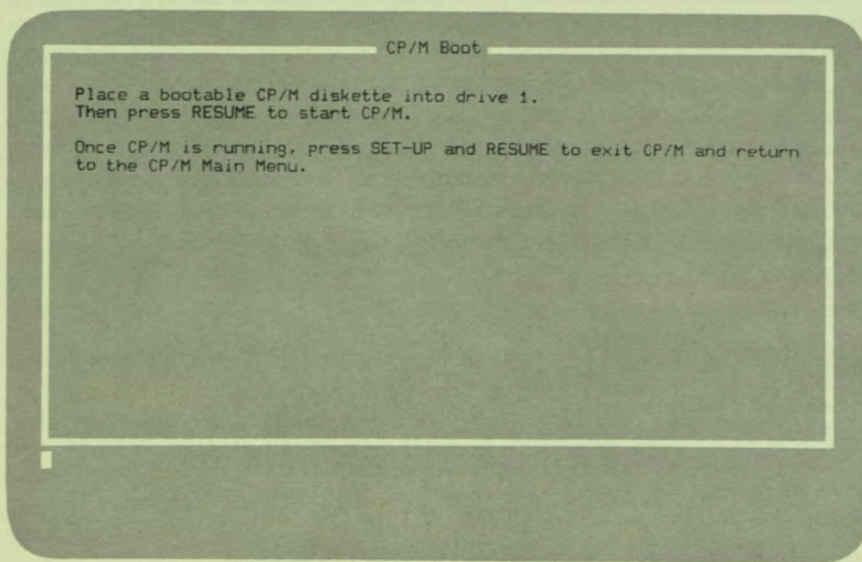 CP/M Boot
Place a bootable CP/M diskette into drive 1.
Then press RESUME to start CP/M.
Once CP/M is running, press SET-UP and RESUME to exit CP/M and return
to the CP/M Main Menu.